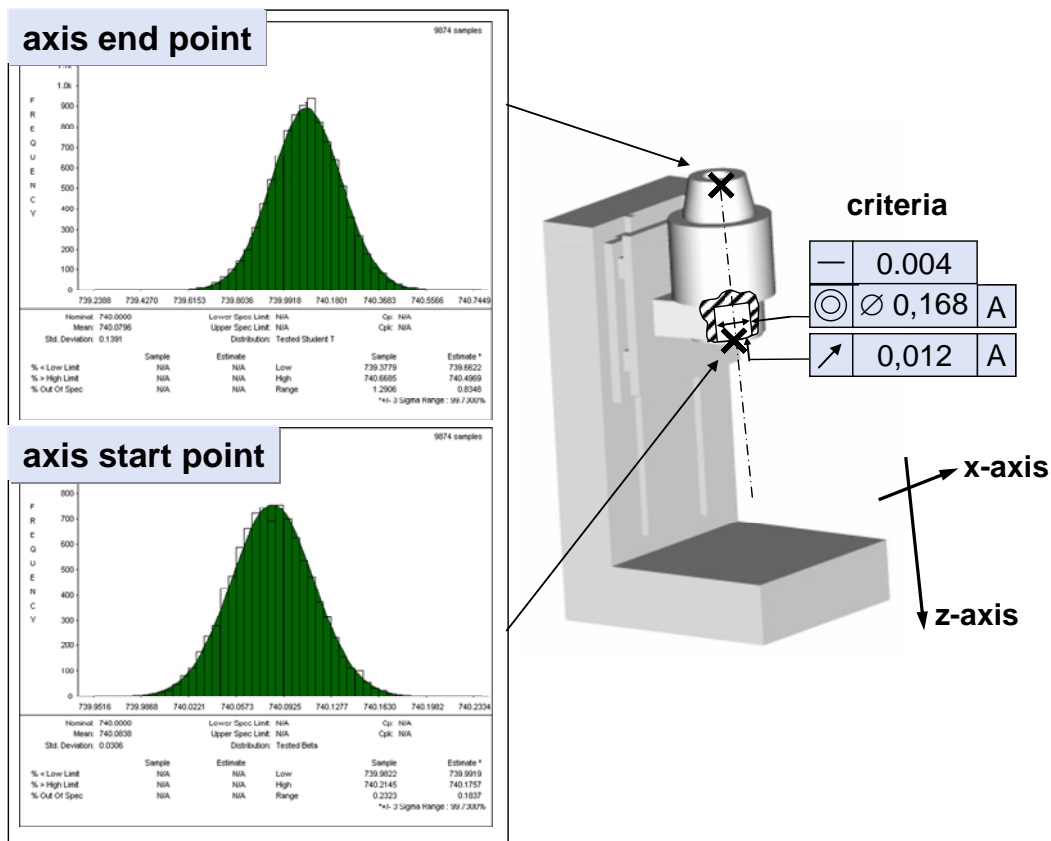 axis end point
9874 samples
1.0k
900
800
700
600
500
400
300
200
100
0
FREQUENCY
739.2388 739.4270 739.6153 739.8036 739.9918 740.1801 740.3683 740.5566 740.7449
Nominal: 740.0000 Lower Spec Limit: N/A Cp: N/A
Mean: 740.0796 Upper Spec Limit: N/A Cpk: N/A
Std. Deviation: 0.1391 Distribution: Tested Student T
Sample Estimate Sample Estimate *
% < Low Limit N/A N/A Low 739.3779 739.6622
% > High Limit N/A N/A High 740.6685 740.4969
% Out Of Spec N/A N/A Range 1.2906 0.8348
*+/- 3 Sigma Range : 99.7300%
axis start point
9874 samples
800
700
600
500
400
300
200
100
0
FREQUENCY
739.9516 739.9868 740.0221 740.0573 740.0925 740.1277 740.1630 740.1982 740.2334
Nominal: 740.0000 Lower Spec Limit: N/A Cp: N/A
Mean: 740.0838 Upper Spec Limit: N/A Cpk: N/A
Std. Deviation: 0.0306 Distribution: Tested Beta
Sample Estimate Sample Estimate *
% < Low Limit N/A N/A Low 739.9822 739.9919
% > High Limit N/A N/A High 740.2145 740.1757
% Out Of Spec N/A N/A Range 0.2323 0.1837
*+/- 3 Sigma Range : 99.7300%
criteria
— 0.004
◎ ∅ 0,168 A
↗ 0,012 A
x-axis
z-axis